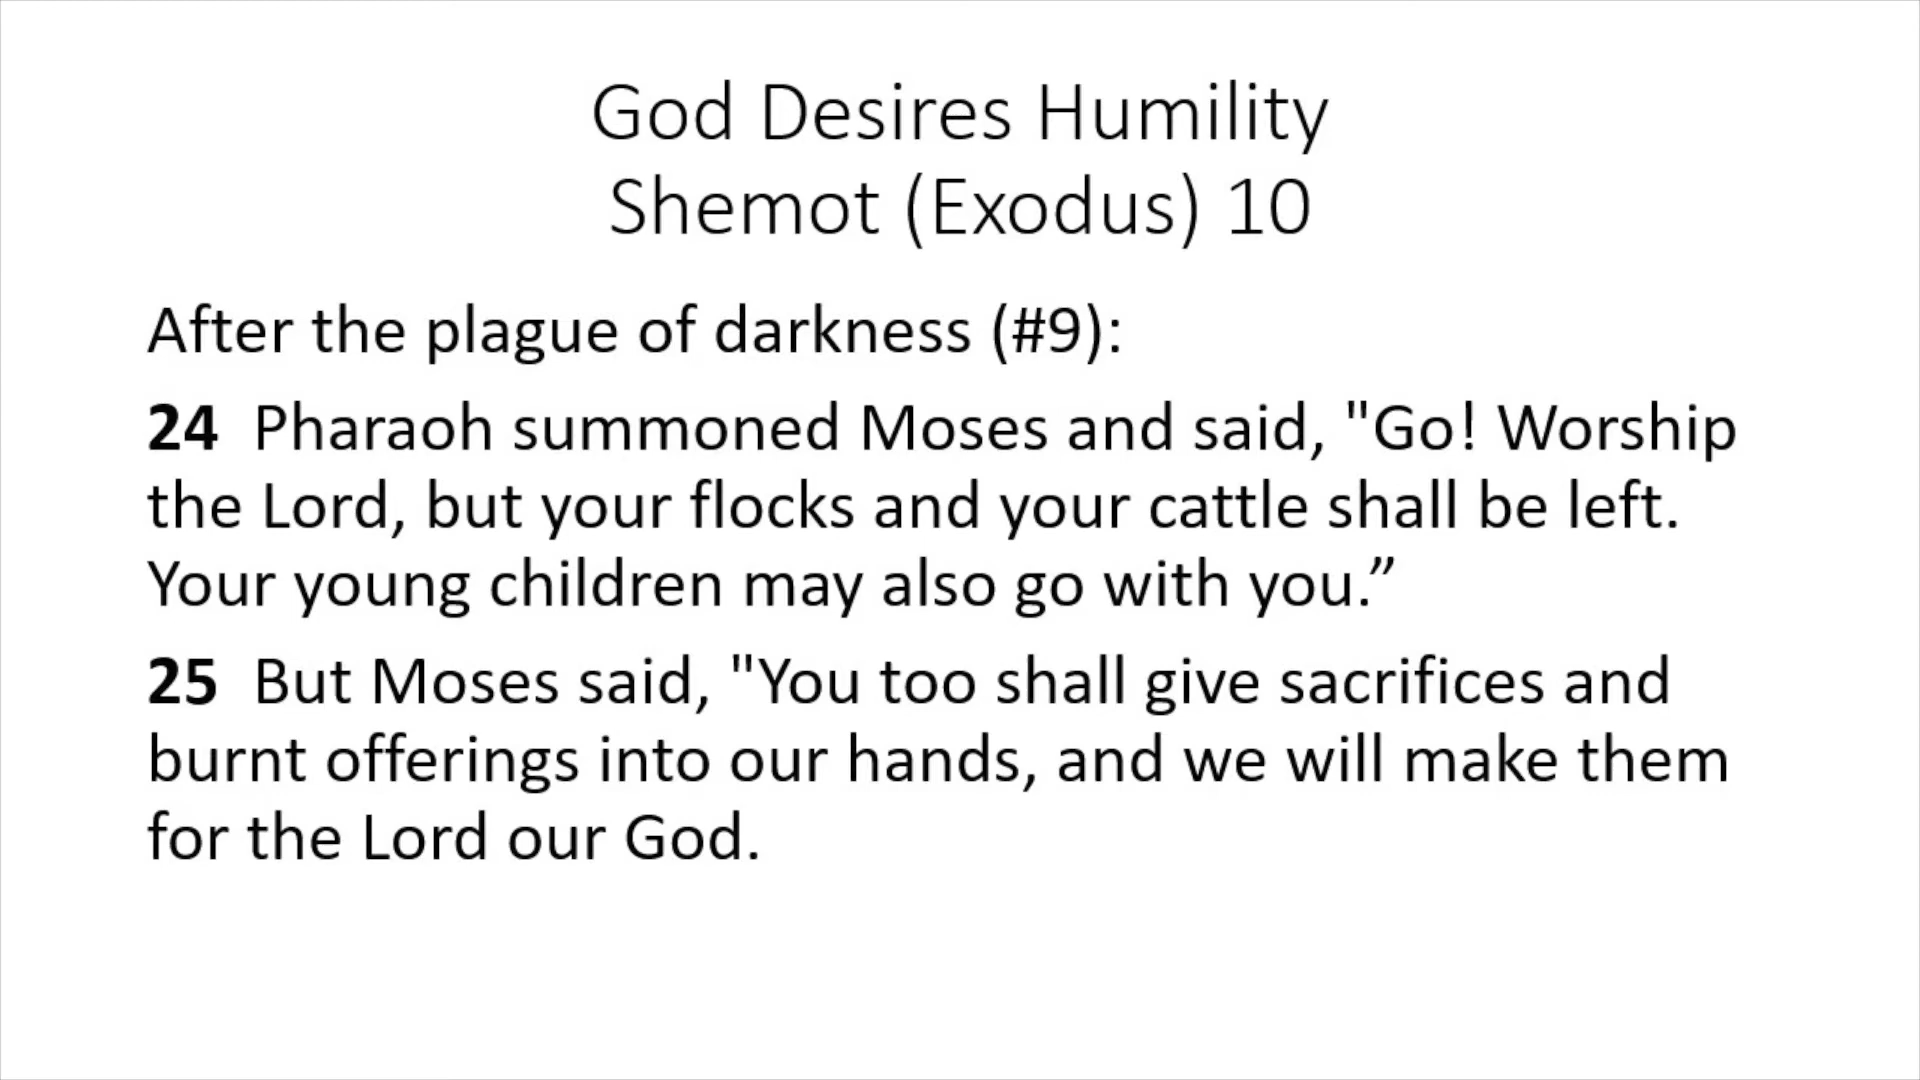 God Desires Humility
Shemot (Exodus) 10
After the plague of darkness (#9):
24  Pharaoh summoned Moses and said, "Go! Worship
the Lord, but your flocks and your cattle shall be left.
Your young children may also go with you.”
25  But Moses said, "You too shall give sacrifices and
burnt offerings into our hands, and we will make them
for the Lord our God.